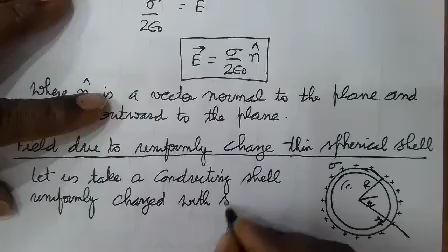 σ/2ε₀ = E
E⃗ = σ/2ε₀ n̂
Where n̂ is a vector normal to the plane and
outward to the plane.
Field due to uniformly Charge thin spherical shell
Let us take a Conducting shell
uniformly charged with
σ